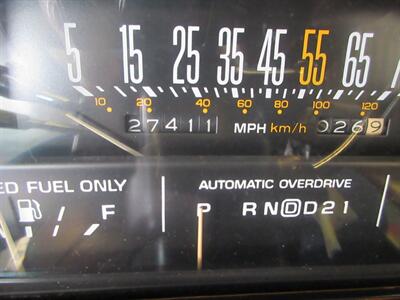 5 15 25 35 45 55 65
10 20 40 60 80 100 120
27411 MPH km/h 0269
ED FUEL ONLY AUTOMATIC OVERDRIVE
F P R N D D 2 1